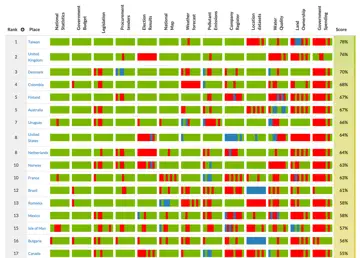 Rank
Place
National Statistics
Government Budget
Legislation
Procurement tenders
Election Results
National Map
Weather forecast
Pollutant Emissions
Company Register
Location datasets
Water Quality
Land Ownership
Government Spending
Score
1 Taiwan 78%
2 United Kingdom 76%
3 Denmark 70%
4 Colombia 68%
5 Finland 67%
5 Australia 67%
7 Uruguay 66%
8 United States 64%
8 Netherlands 64%
10 Norway 63%
10 France 63%
12 Brazil 61%
13 Romania 58%
13 Mexico 58%
15 Isle of Man 57%
16 Bulgaria 56%
17 Canada 55%